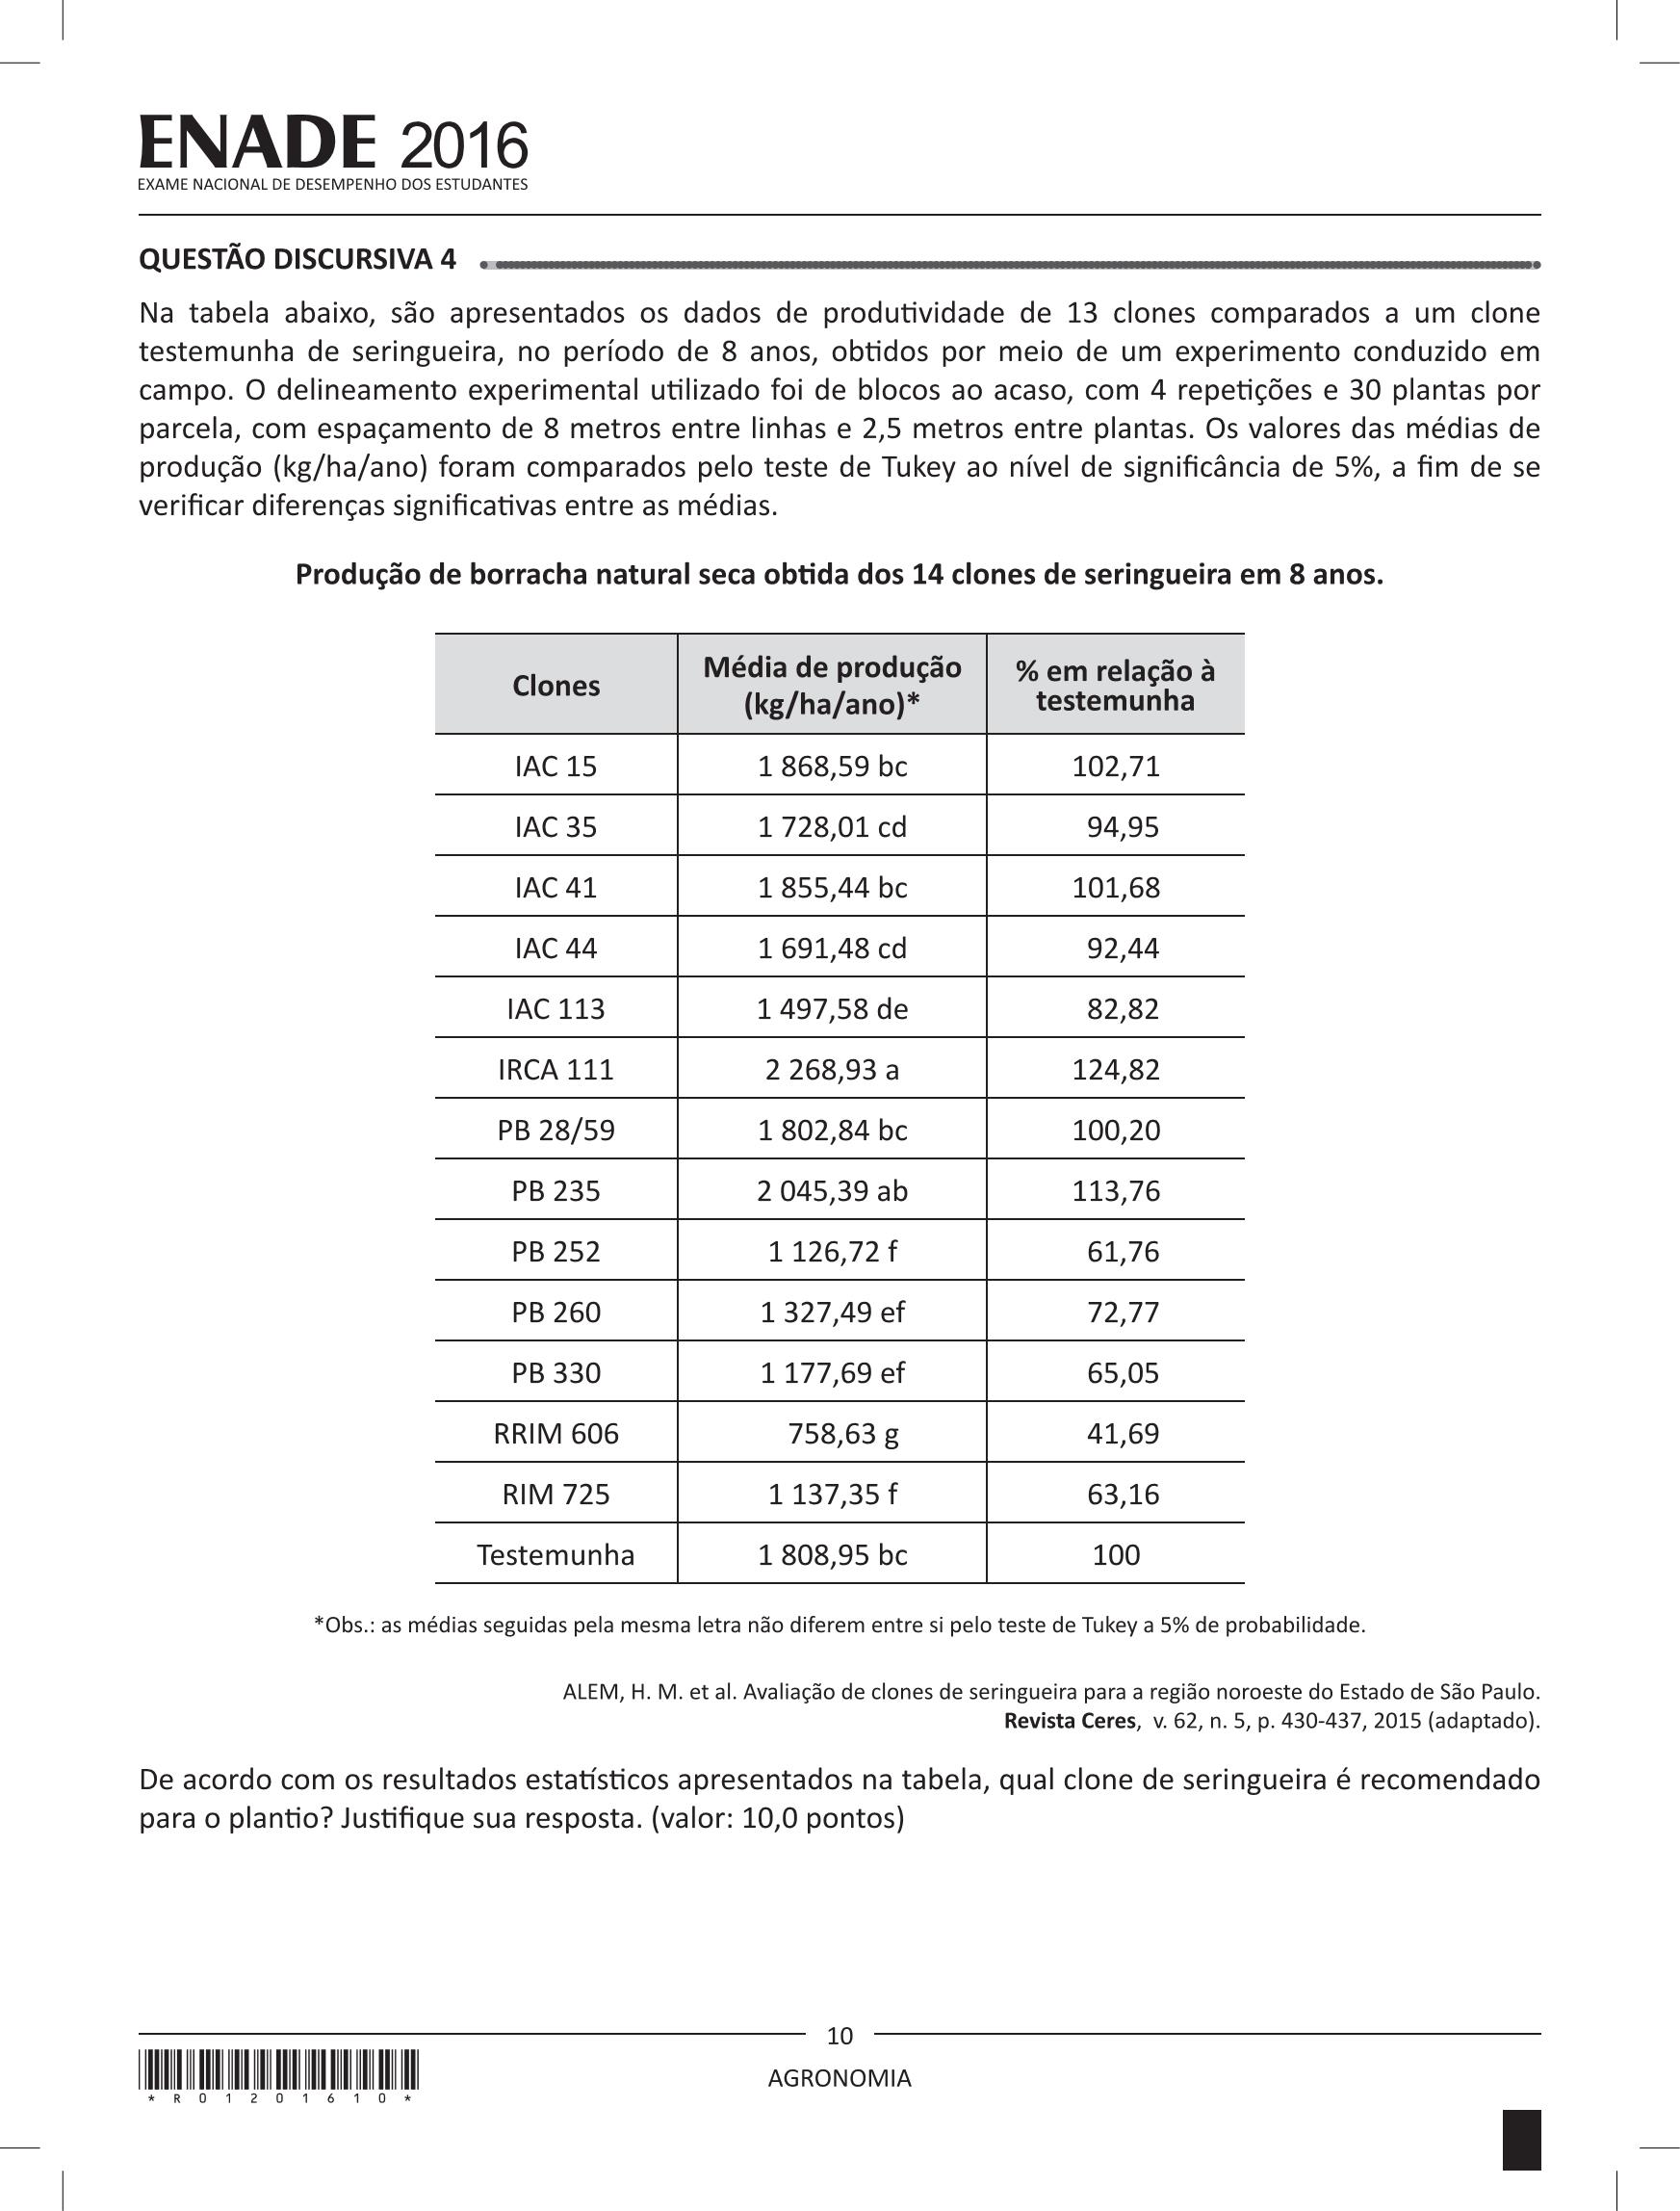 ENADE 2016
EXAME NACIONAL DE DESEMPENHO DOS ESTUDANTES
QUESTÃO DISCURSIVA 4
Na tabela abaixo, são apresentados os dados de produtividade de 13 clones comparados a um clone
testemunha de seringueira, no período de 8 anos, obtidos por meio de um experimento conduzido em
campo. O delineamento experimental utilizado foi de blocos ao acaso, com 4 repetições e 30 plantas por
parcela, com espaçamento de 8 metros entre linhas e 2,5 metros entre plantas. Os valores das médias de
produção (kg/ha/ano) foram comparados pelo teste de Tukey ao nível de significância de 5%, a fim de se
verificar diferenças significativas entre as médias.
Produção de borracha natural seca obtida dos 14 clones de seringueira em 8 anos.
Clones Média de produção (kg/ha/ano)* % em relação à testemunha
IAC 15 1 868,59 bc 102,71
IAC 35 1 728,01 cd 94,95
IAC 41 1 855,44 bc 101,68
IAC 44 1 691,48 cd 92,44
IAC 113 1 497,58 de 82,82
IRCA 111 2 268,93 a 124,82
PB 28/59 1 802,84 bc 100,20
PB 235 2 045,39 ab 113,76
PB 252 1 126,72 f 61,76
PB 260 1 327,49 ef 72,77
PB 330 1 177,69 ef 65,05
RRIM 606 758,63 g 41,69
RIM 725 1 137,35 f 63,16
Testemunha 1 808,95 bc 100
*Obs.: as médias seguidas pela mesma letra não diferem entre si pelo teste de Tukey a 5% de probabilidade.
ALEM, H. M. et al. Avaliação de clones de seringueira para a região noroeste do Estado de São Paulo.
Revista Ceres, v. 62, n. 5, p. 430-437, 2015 (adaptado).
De acordo com os resultados estatísticos apresentados na tabela, qual clone de seringueira é recomendado
para o plantio? Justifique sua resposta. (valor: 10,0 pontos)
10
AGRONOMIA
* R 0 1 2 0 1 6 1 0 *